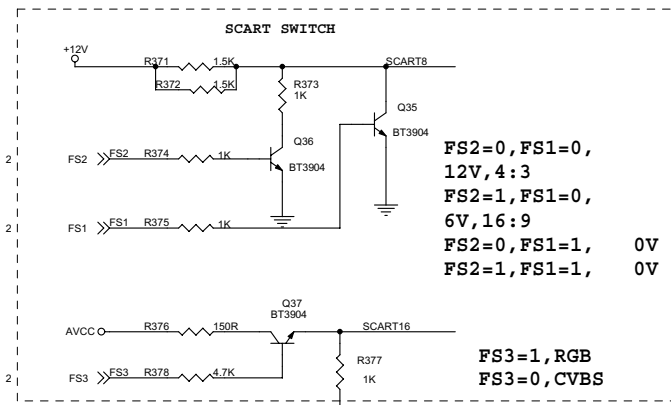 SCART SWITCH
+12V
R371 1.5K
SCART8
R372 1.5K
R373
1K
Q35
Q36
BT3904
BT3904
2 FS2 FS2 R374 1K
2 FS1 FS1 R375 1K
FS2=0,FS1=0,
12V,4:3
FS2=1,FS1=0,
6V,16:9
FS2=0,FS1=1, 0V
FS2=1,FS1=1, 0V
Q37
BT3904
AVCC R376 150R
SCART16
R377
1K
2 FS3 FS3 R378 4.7K
FS3=1,RGB
FS3=0,CVBS